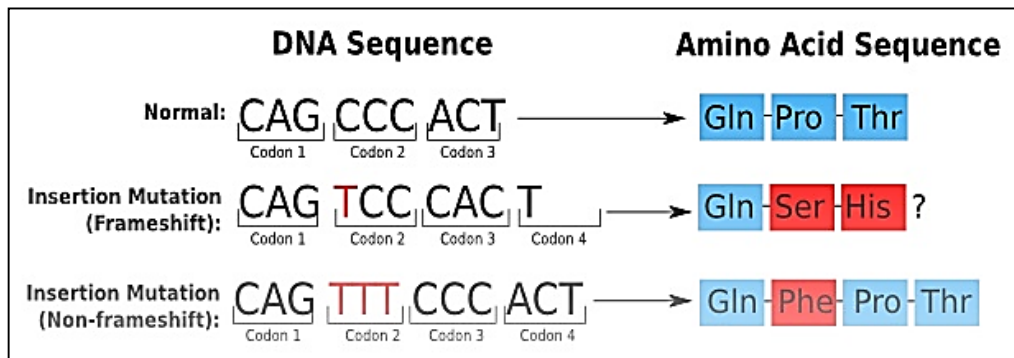 DNA Sequence Amino Acid Sequence
Normal: CAG CCC ACT Gln Pro Thr
Codon 1 Codon 2 Codon 3
Insertion Mutation
(Frameshift): CAG TCC CAC T Gln Ser His ?
Codon 1 Codon 2 Codon 3 Codon 4
Insertion Mutation
(Non-frameshift): CAG TTT CCC ACT Gln Phe Pro Thr
Codon 1 Codon 2 Codon 3 Codon 4